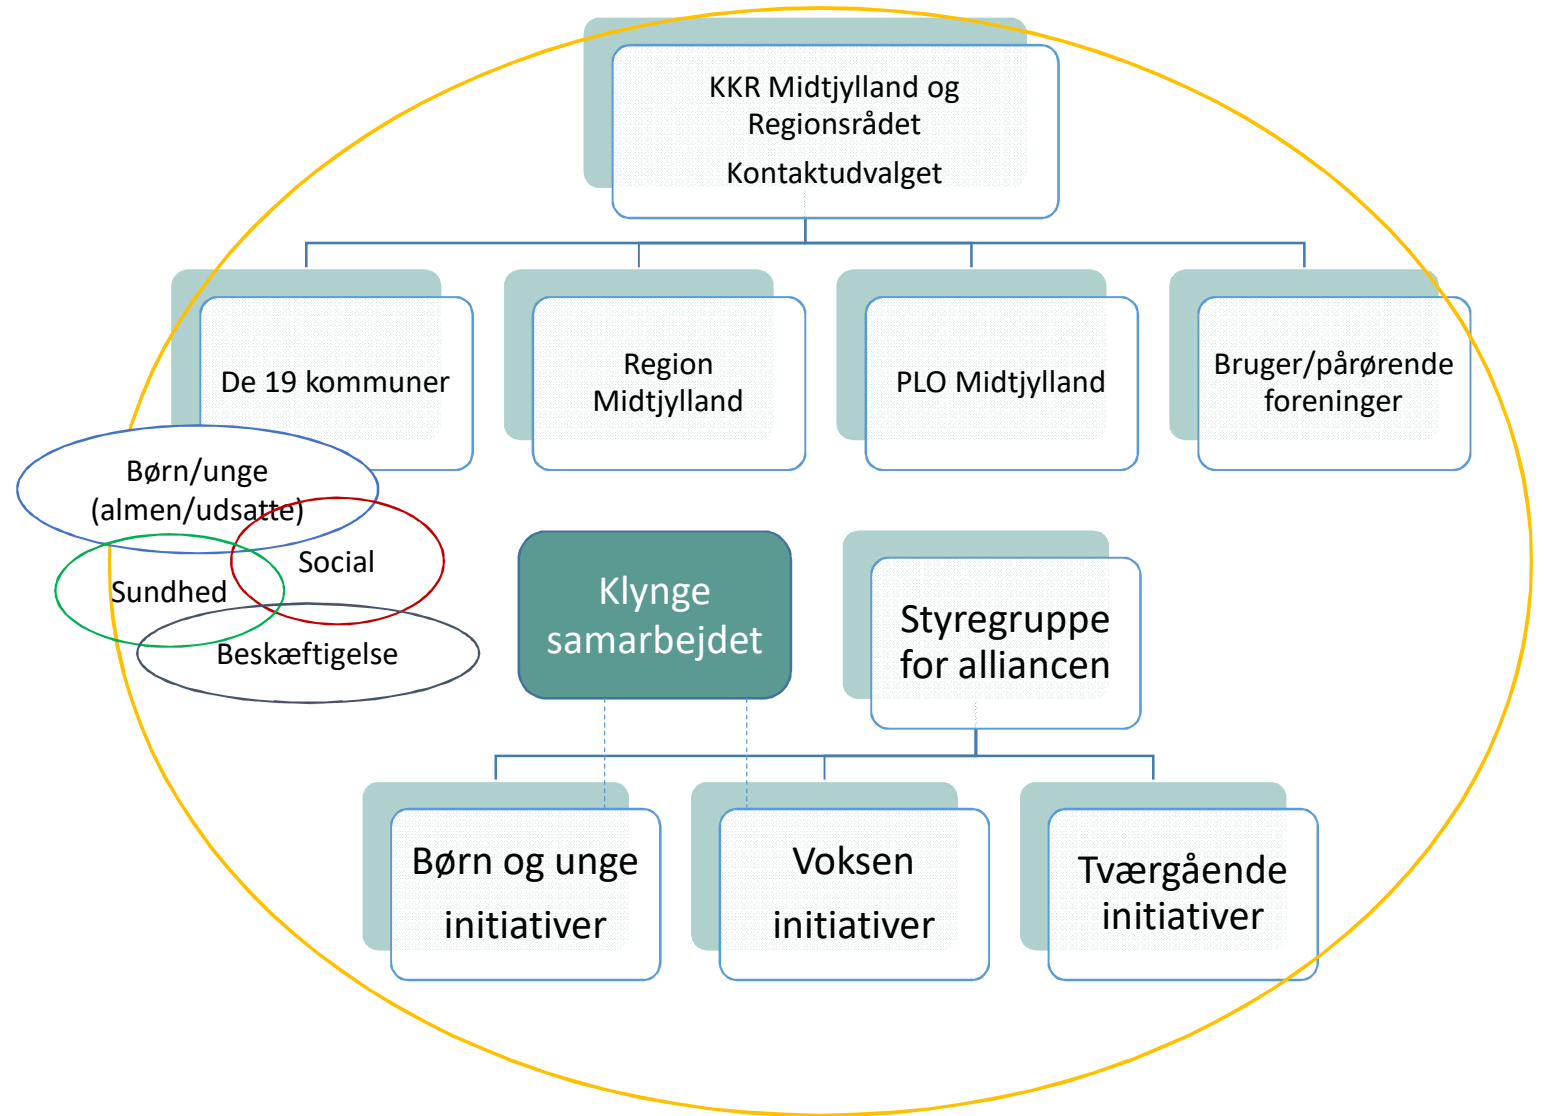 KKR Midtjylland og
Regionsrådet
Kontaktudvalget
De 19 kommuner
Region
Midtjylland
PLO Midtjylland
Bruger/pårørende
foreninger
Børn/unge
(almen/udsatte)
Social
Sundhed
Beskæftigelse
Klynge
samarbejdet
Styregruppe
for alliancen
Børn og unge
initiativer
Voksen
initiativer
Tværgående
initiativer